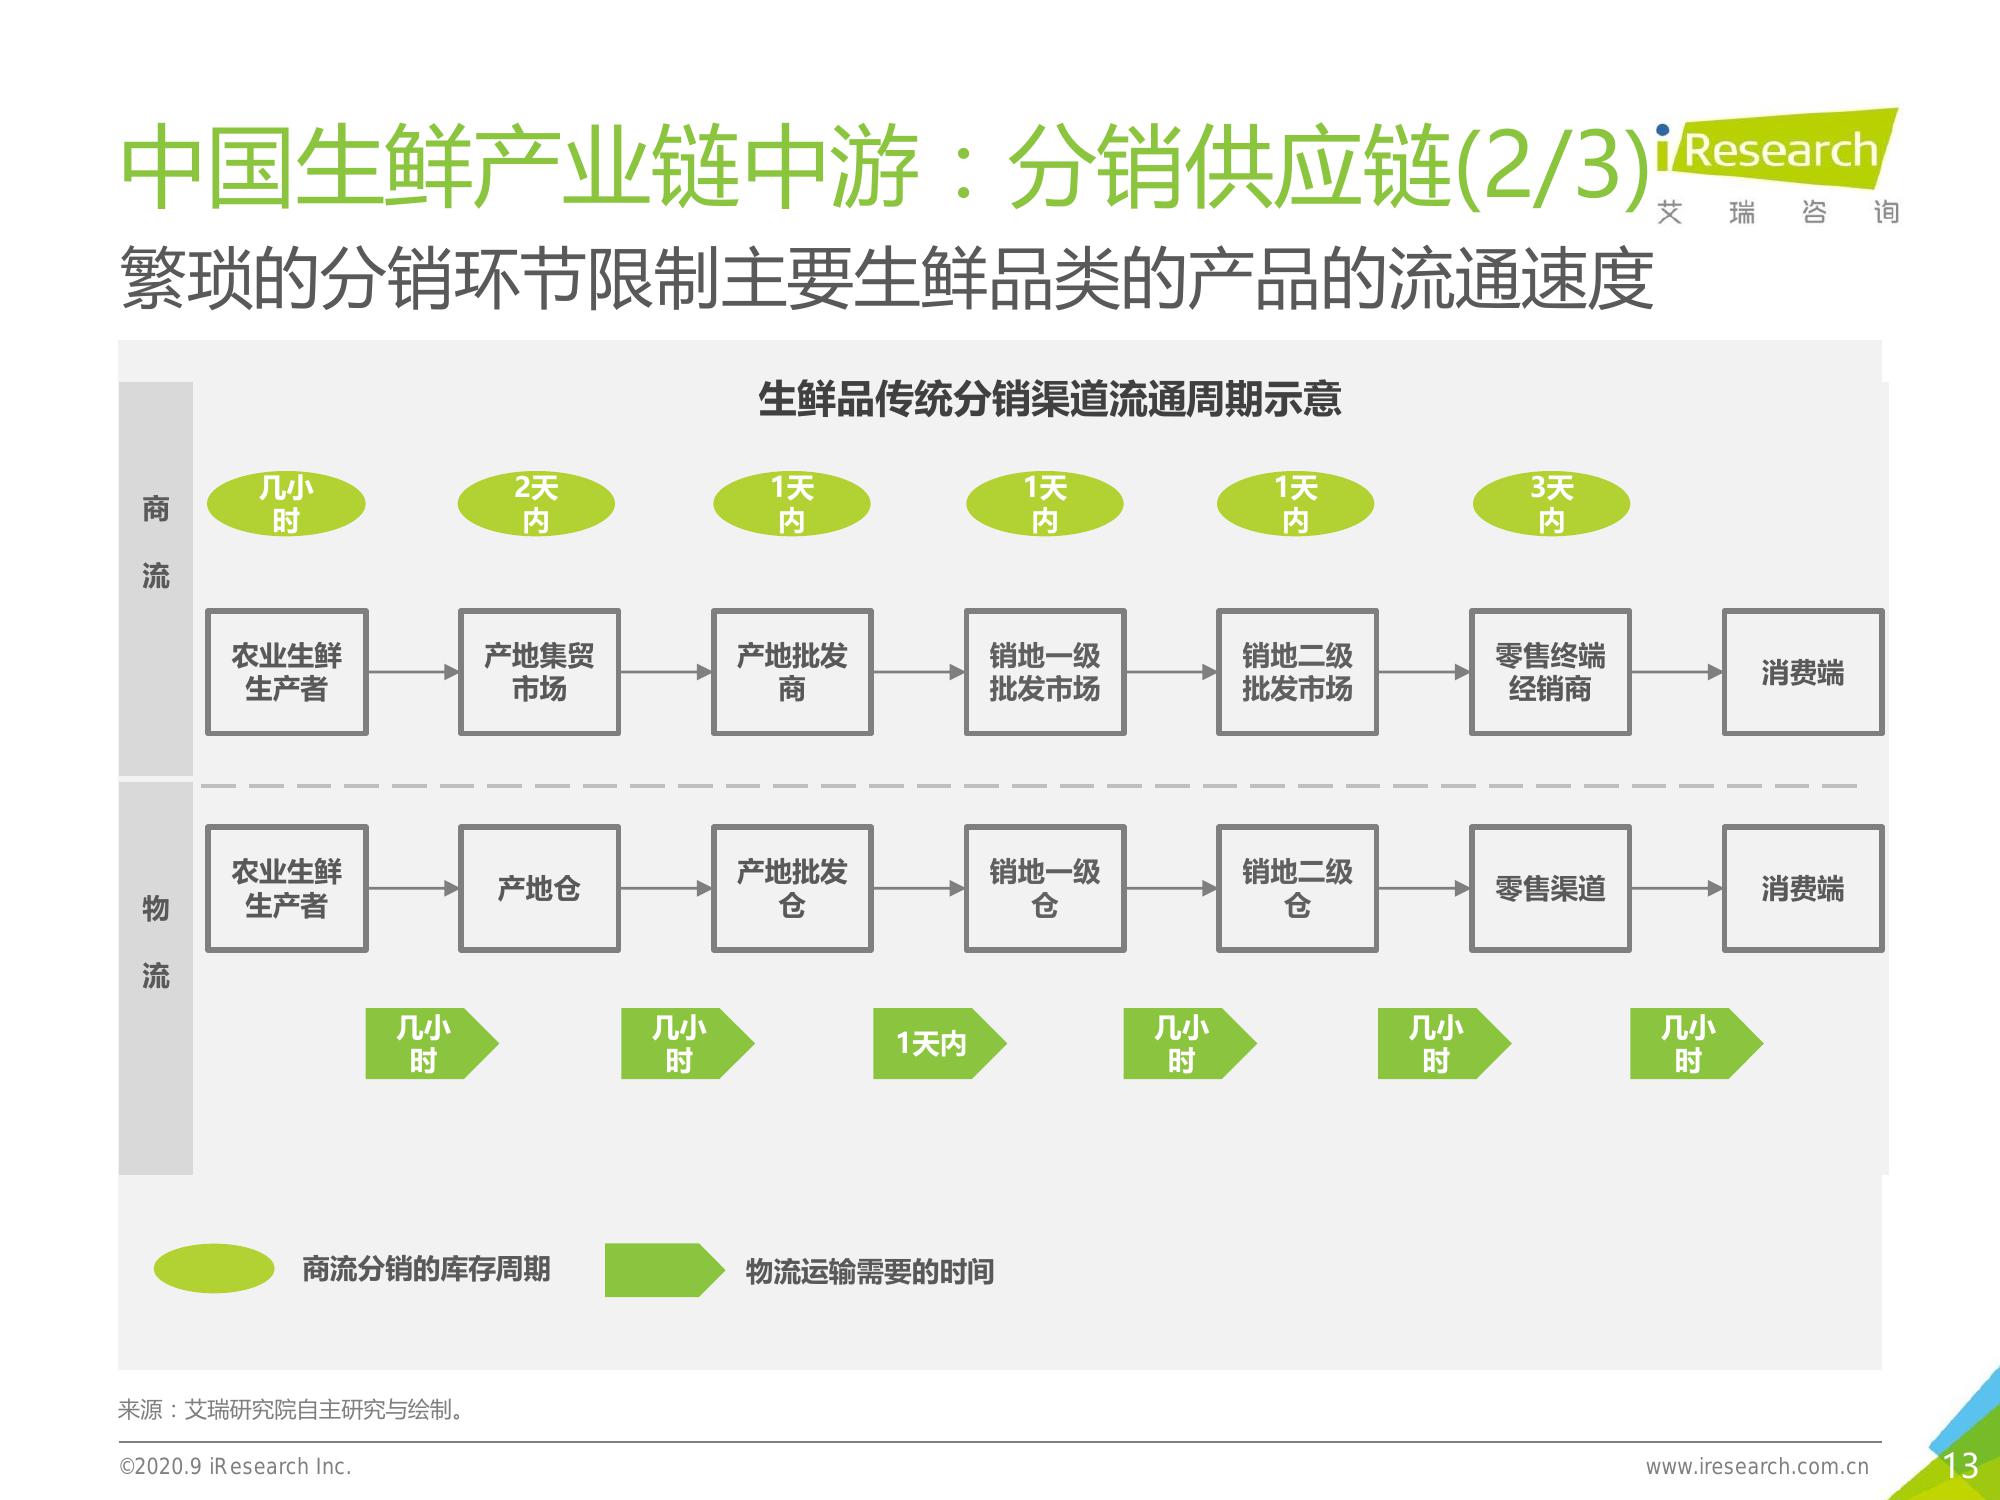 中国生鲜产业链中游：分销供应链(2/3)
iResearch
艾瑞咨询
繁琐的分销环节限制主要生鲜品类的产品的流通速度
生鲜品传统分销渠道流通周期示意
商
流
几小
时
2天
内
1天
内
1天
内
1天
内
3天
内
农业生鲜
生产者
产地集贸
市场
产地批发
商
销地一级
批发市场
销地二级
批发市场
零售终端
经销商
消费端
物
流
农业生鲜
生产者
产地仓
产地批发
仓
销地一级
仓
销地二级
仓
零售渠道
消费端
几小
时
几小
时
1天内
几小
时
几小
时
几小
时
商流分销的库存周期
物流运输需要的时间
来源：艾瑞研究院自主研究与绘制。
©2020.9 iResearch Inc.
www.iresearch.com.cn
13